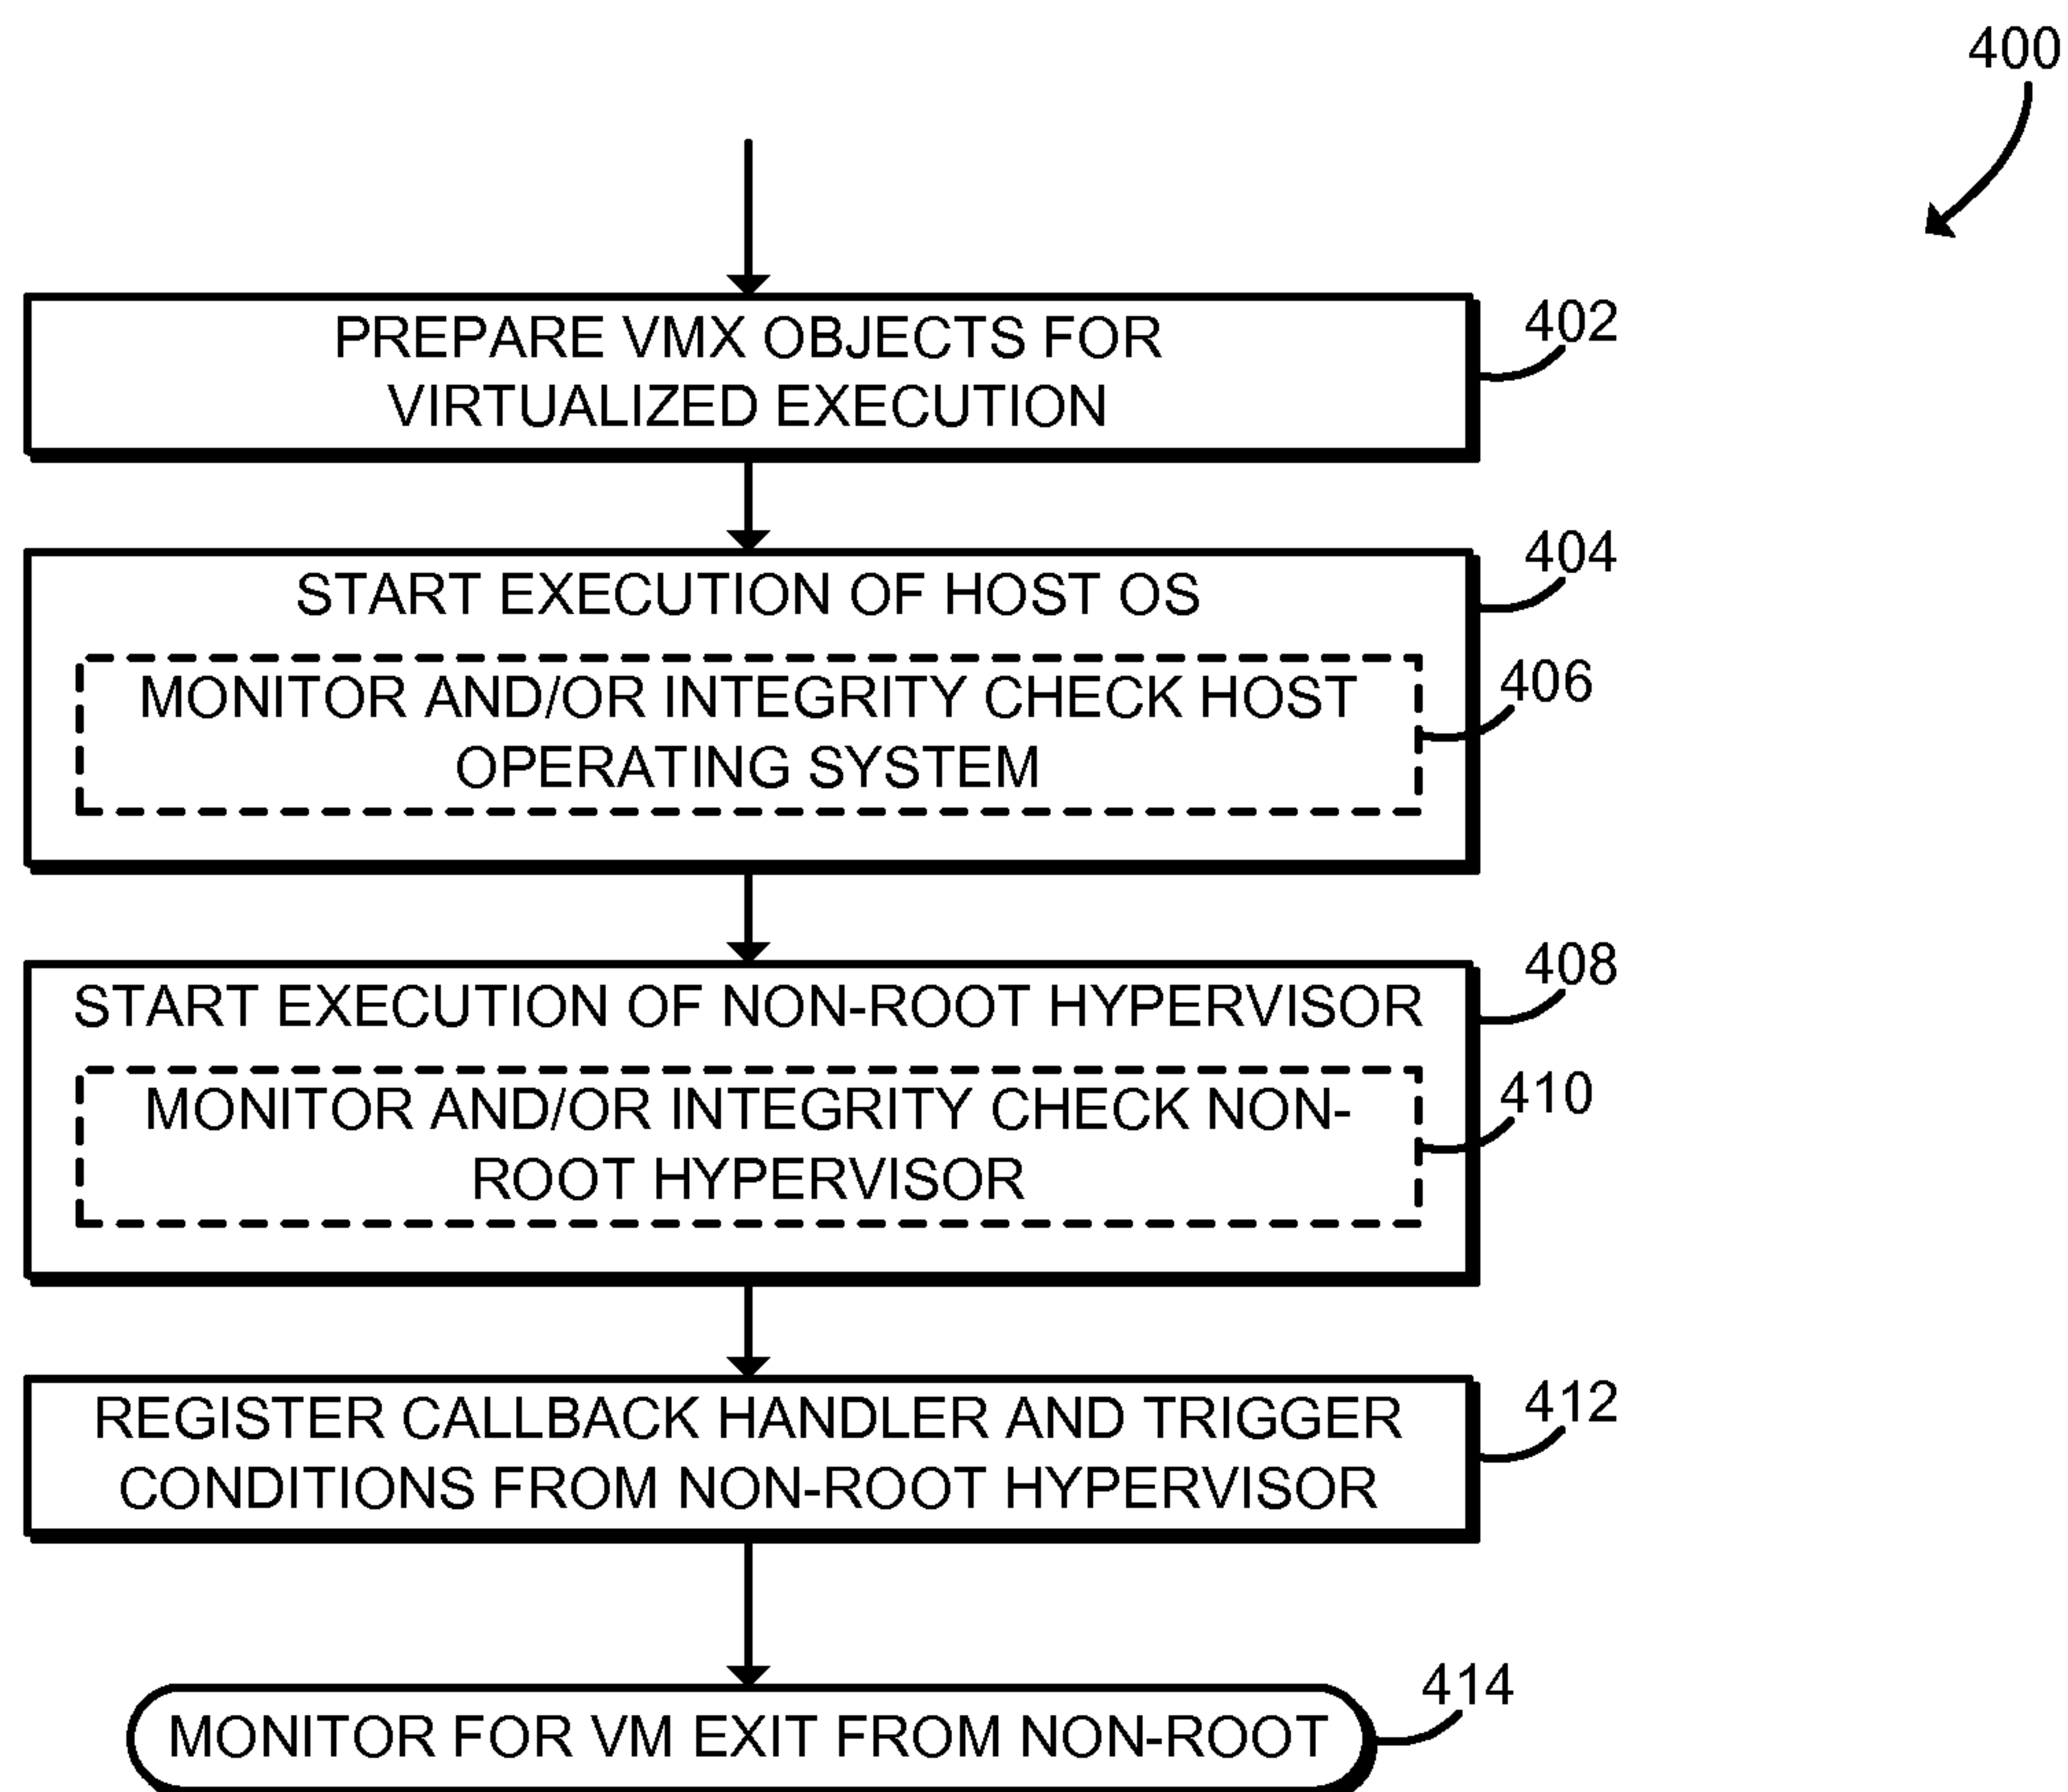 400
PREPARE VMX OBJECTS FOR
VIRTUALIZED EXECUTION
402
START EXECUTION OF HOST OS
404
MONITOR AND/OR INTEGRITY CHECK HOST
OPERATING SYSTEM
406
START EXECUTION OF NON-ROOT HYPERVISOR
408
MONITOR AND/OR INTEGRITY CHECK NON-
ROOT HYPERVISOR
410
REGISTER CALLBACK HANDLER AND TRIGGER
CONDITIONS FROM NON-ROOT HYPERVISOR
412
MONITOR FOR VM EXIT FROM NON-ROOT
414